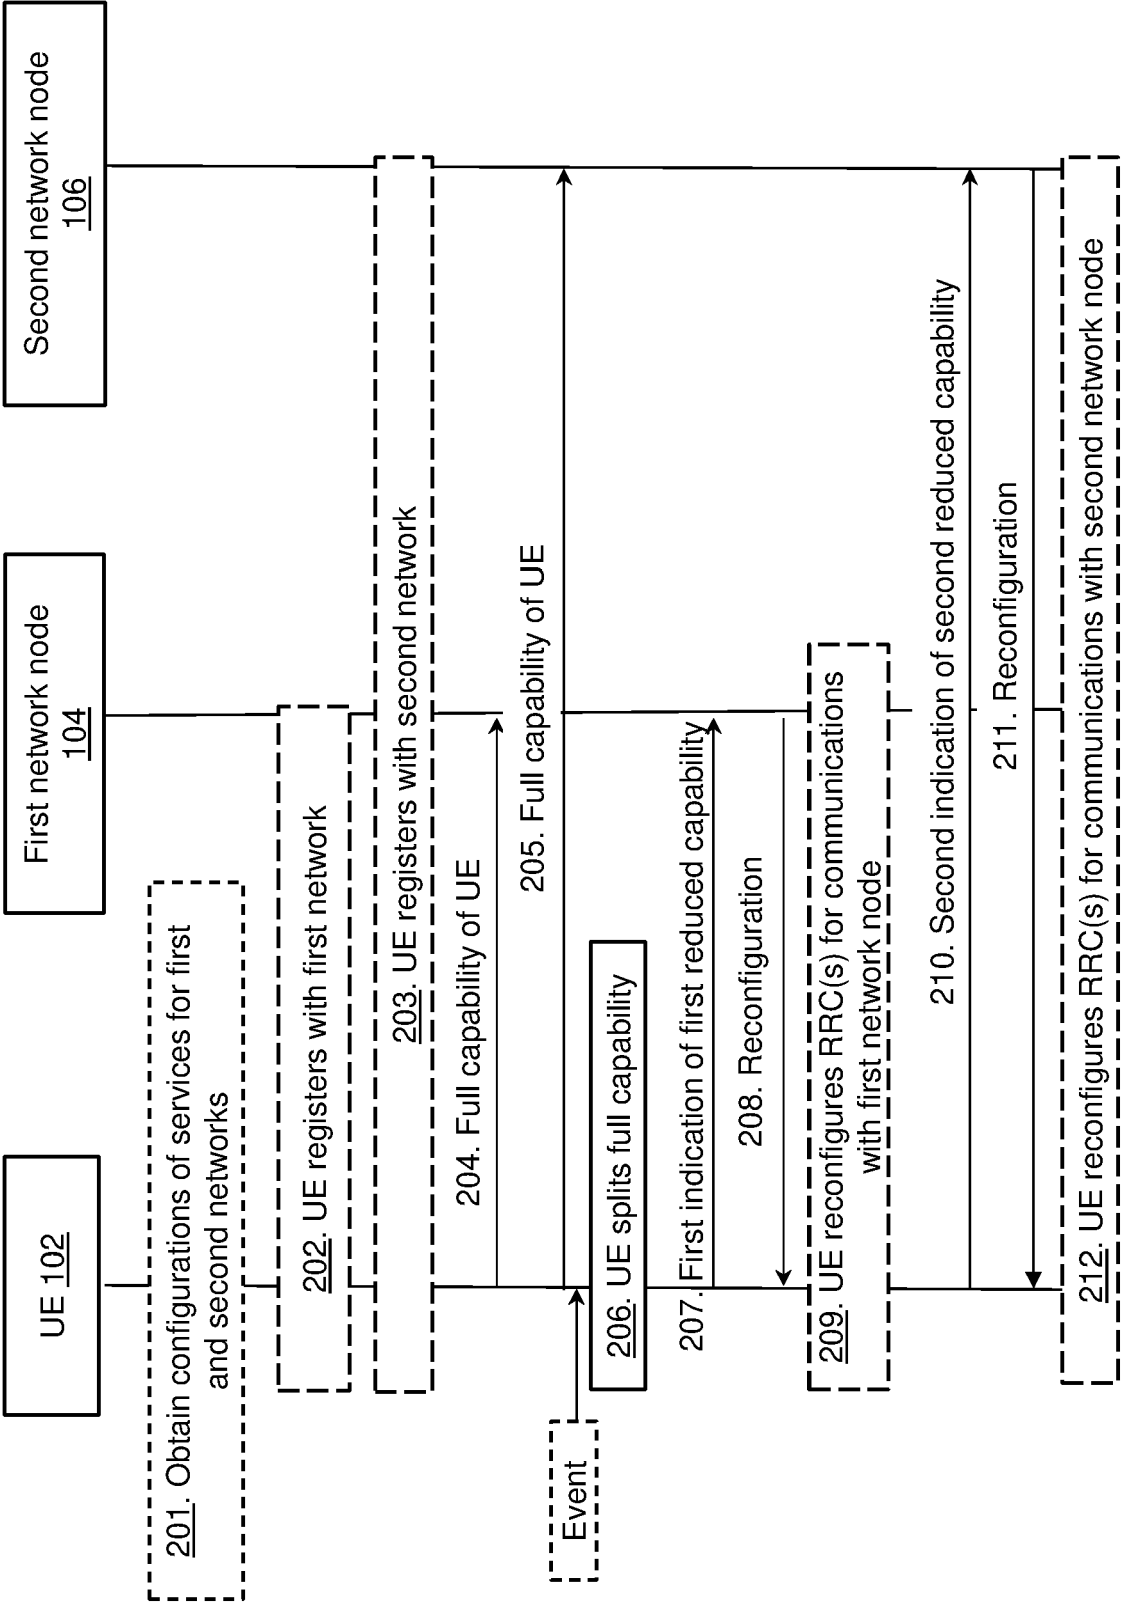 UE 102
First network node
104
Second network node
106
201. Obtain configurations of services for first
and second networks
202. UE registers with first network
203. UE registers with second network
204. Full capability of UE
205. Full capability of UE
Event
206. UE splits full capability
207. First indication of first reduced capability
208. Reconfiguration
209. UE reconfigures RRC(s) for communications
with first network node
210. Second indication of second reduced capability
211. Reconfiguration
212. UE reconfigures RRC(s) for communications with second network node